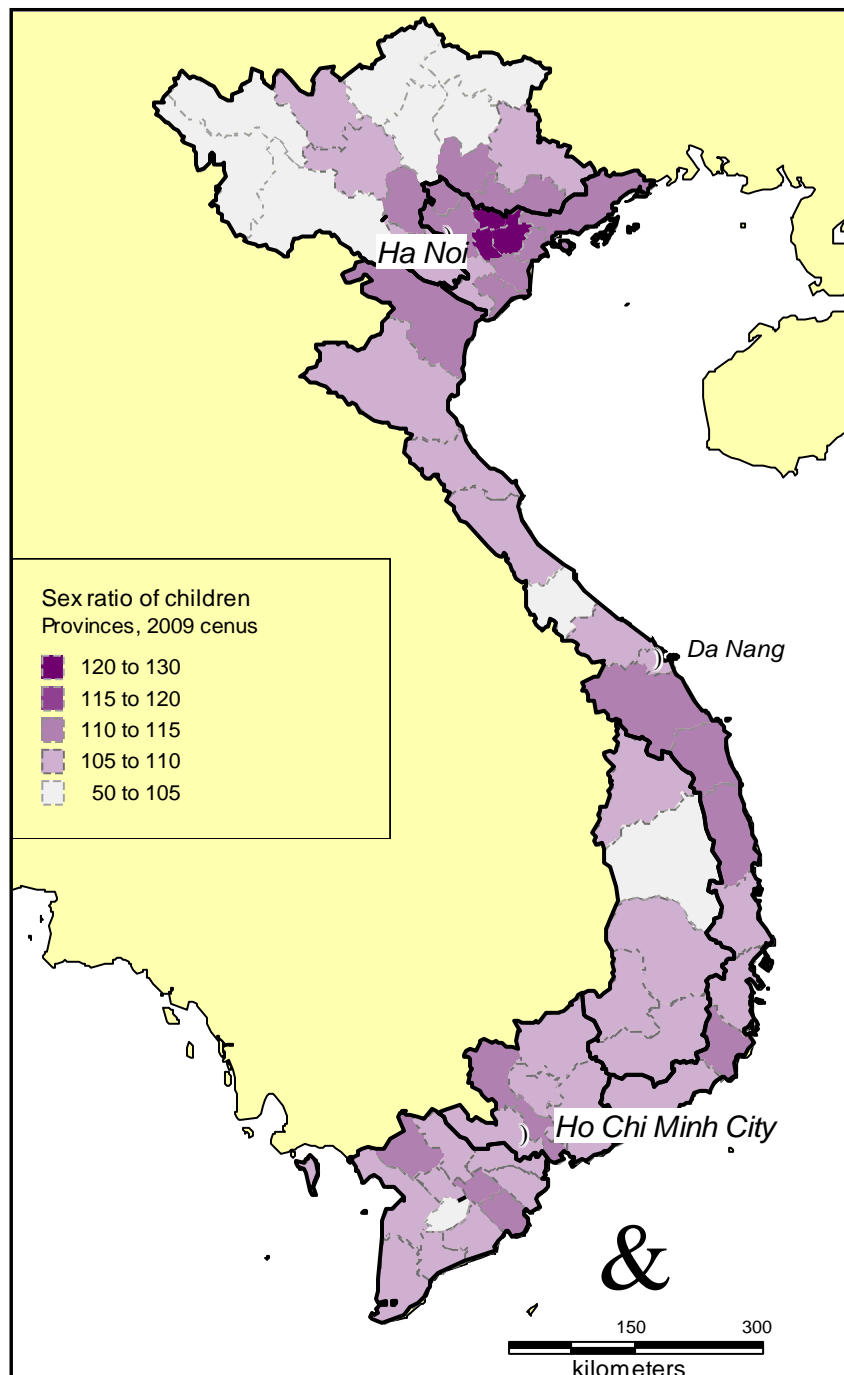 Ha Noi
Sex ratio of children
Provinces, 2009 cenus
120 to 130
115 to 120
110 to 115
105 to 110
50 to 105
Da Nang
Ho Chi Minh City
&
150 300
kilometers